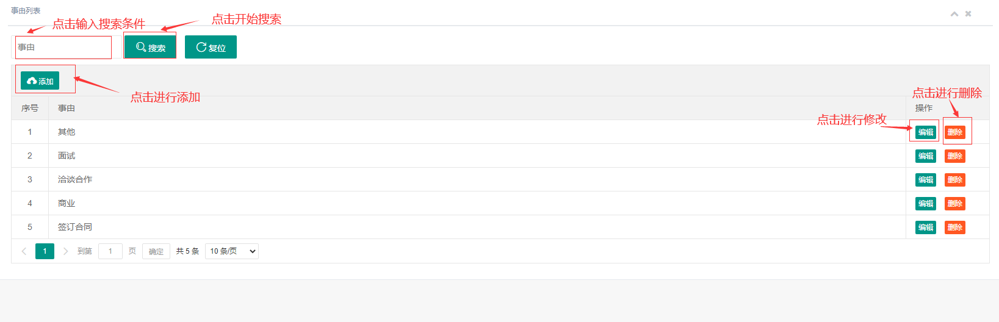 事由列表
点击输入搜索条件 点击开始搜索
事由 搜索 复位
添加
点击进行添加 点击进行删除
序号 事由 操作
点击进行修改
1 其他 编辑 删除
2 面试 编辑 删除
3 洽谈合作 编辑 删除
4 商业 编辑 删除
5 签订合同 编辑 删除
1 到第 1 页 确定 共 5 条 10 条/页